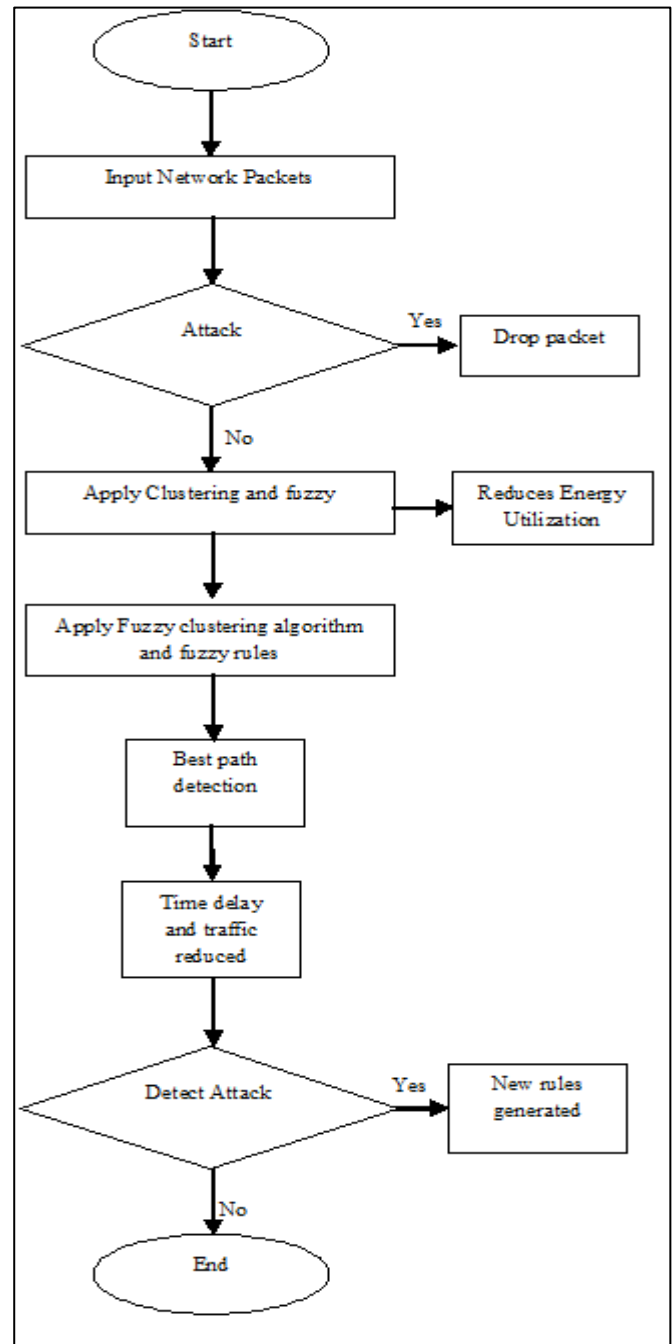 Start
Input Network Packets
Attack
Yes
Drop packet
No
Apply Clustering and fuzzy
Reduces Energy
Utilization
Apply Fuzzy clustering algorithm
and fuzzy rules
Best path
detection
Time delay
and traffic
reduced
Detect Attack
Yes
New rules
generated
No
End